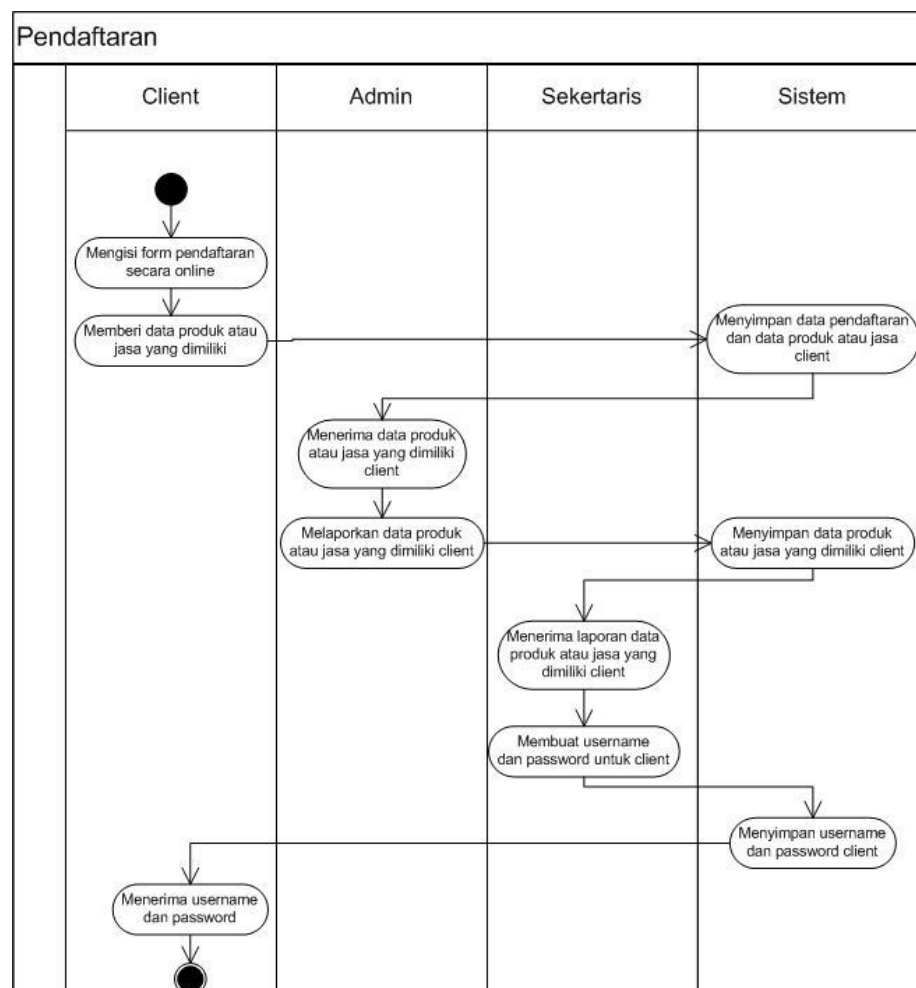 Pendaftaran
Client
Admin
Sekertaris
Sistem
Mengisi form pendaftaran
secara online
Memberi data produk atau
jasa yang dimiliki
Menyimpan data pendaftaran
dan data produk atau jasa
client
Menerima data produk
atau jasa yang dimiliki
client
Melaporkan data produk
atau jasa yang dimiliki client
Menyimpan data produk
atau jasa yang dimiliki client
Menerima laporan data
produk atau jasa yang
dimiliki client
Membuat username
dan password untuk client
Menyimpan username
dan password client
Menerima username
dan password